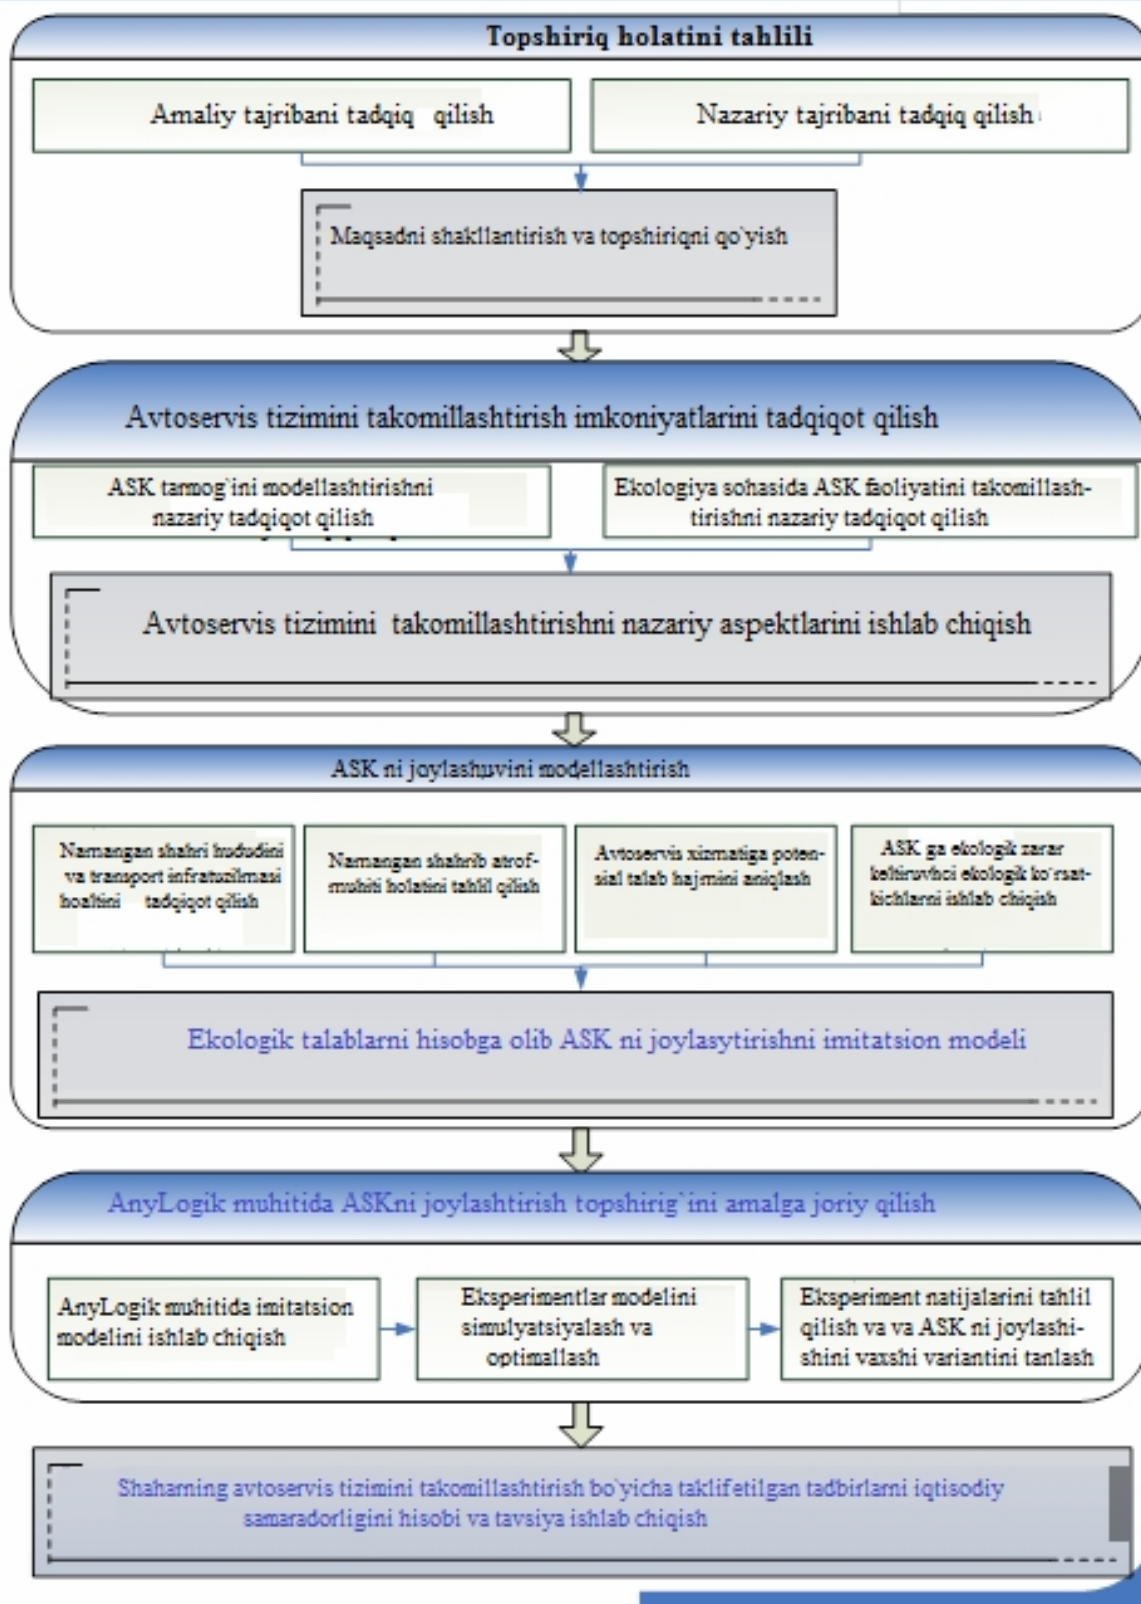 Topshiriq holatini tahlili
Amaliy tajribani tadqiq qilish
Nazariy tajribani tadqiq qilish
Maqsadni shakllantirish va topshiriqni qo`yish
Avtoservis tizimini takomillashtirish imkoniyatlarini tadqiqot qilish
ASK tarmog`ini modellashtirishni
nazariy tadqiqot qilish
Ekologiya sohasida ASK faoliyatini takomillash-
tirishni nazariy tadqiqot qilish
Avtoservis tizimini takomillashtirishni nazariy aspektlarini ishlab chiqish
ASK ni joylashuvini modellashtirish
Namangan shahri hududini
va transport infratuzilmasi
hoaltini tadqiqot qilish
Namangan shahrib atrof-
muhiti holatini tahlil qilish
Avtoservis xizmatiga poten-
sial talab hajmini aniqlash
ASK ga ekologik zarar
keltiruvhci ekologik ko`rsat-
kichlarni ishlab chiqish
Ekologik talablarni hisobga olib ASK ni joylasytirishni imitatsion modeli
AnyLogik muhitida ASKni joylashtirish topshirig`ini amalga joriy qilish
AnyLogik muhitida imitatsion
modelini ishlab chiqish
Eksperimentlar modelini
simulyatsiyalash va
optimallash
Eksperiment natijalarini tahlil
qilish va va ASK ni joylashi-
shini vaxshi variantini tanlash
Shaharning avtoservis tizimini takomillashtirish bo`yicha taklifetilgan tadbirlarni iqtisodiy
samaradorligini hisobi va tavsiya ishlab chiqish